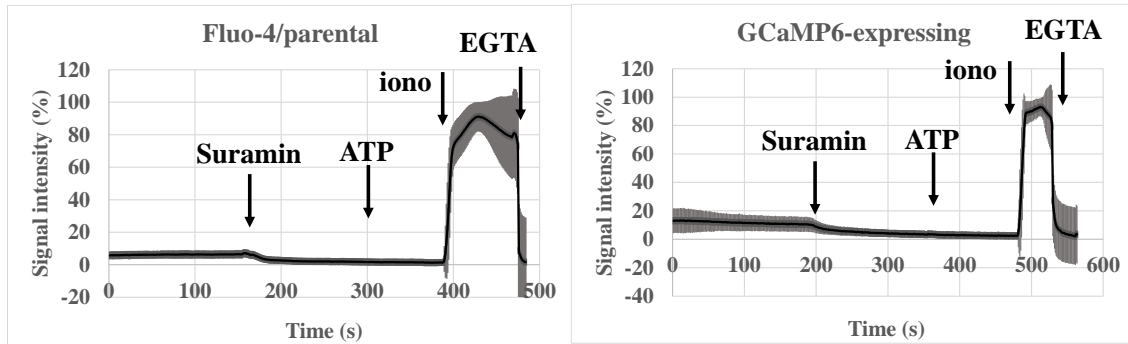 Fluo-4/parental
EGTA
iono
ATP
Suramin
Signal intensity (%)
120
100
80
60
40
20
0
-20
0 100 200 300 400 500
Time (s)
GCaMP6-expressing
EGTA
iono
ATP
Suramin
Signal intensity (%)
120
100
80
60
40
20
0
-20
-40
0 100 200 300 400 500 600
Time (s)